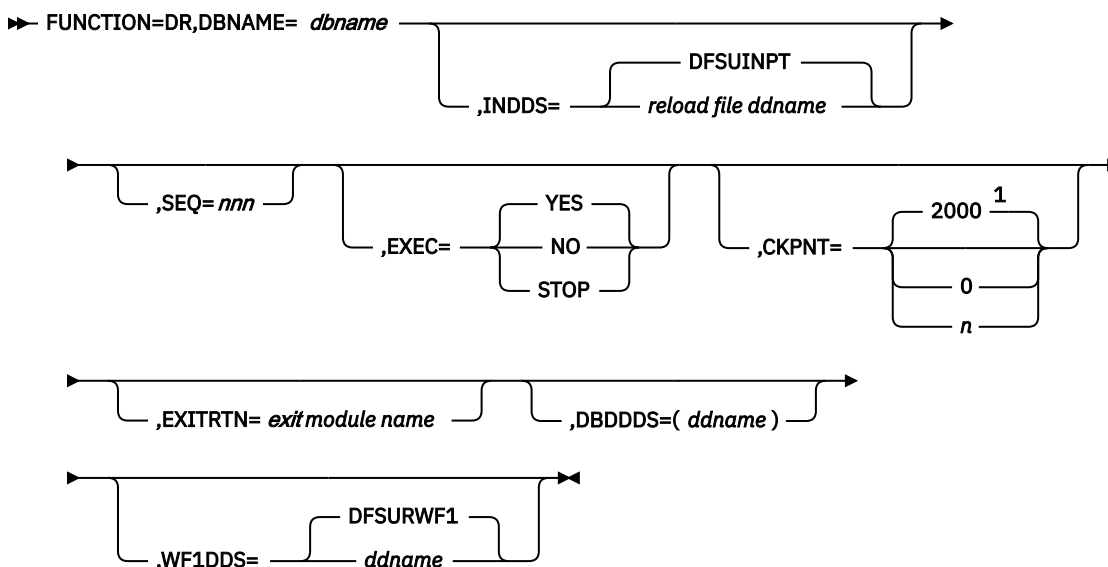 FUNCTION=DR,DBNAME= dbname
DFSUINPT
,INDDS= reload file ddname
,SEQ= nnn
YES
,EXEC= NO
STOP
2000 1
,CKPNT=
0
n
,EXITRTN= exit module name
,DBDDDS=( ddname )
DFSURWF1
,WF1DDS= ddname